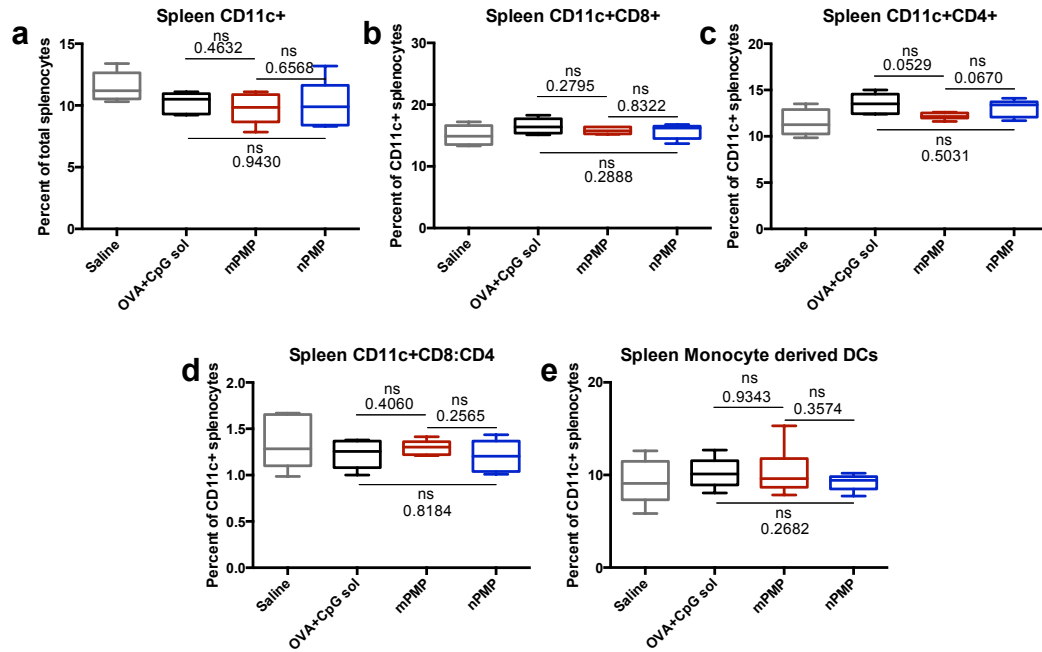 a
Spleen CD11c+
Percent of total splenocytes
15
10
5
0
ns
0.4632
ns
0.6568
ns
0.9430
Saline
OVA+CpG sol
mPMP
nPMP
b
Spleen CD11c+CD8+
Percent of CD11c+ splenocytes
30
20
10
0
ns
0.2795
ns
0.8322
ns
0.2888
Saline
OVA+CpG sol
mPMP
nPMP
c
Spleen CD11c+CD4+
Percent of CD11c+ splenocytes
20
15
10
5
0
ns
0.0529
ns
0.0670
ns
0.5031
Saline
OVA+CpG sol
mPMP
nPMP
d
Spleen CD11c+CD8:CD4
Percent of CD11c+ splenocytes
2.0
1.5
1.0
0.5
0.0
ns
0.4060
ns
0.2565
ns
0.8184
Saline
OVA+CpG sol
mPMP
nPMP
e
Spleen Monocyte derived DCs
Percent of CD11c+ splenocytes
20
15
10
5
0
ns
0.9343
ns
0.3574
ns
0.2682
Saline
OVA+CpG sol
mPMP
nPMP